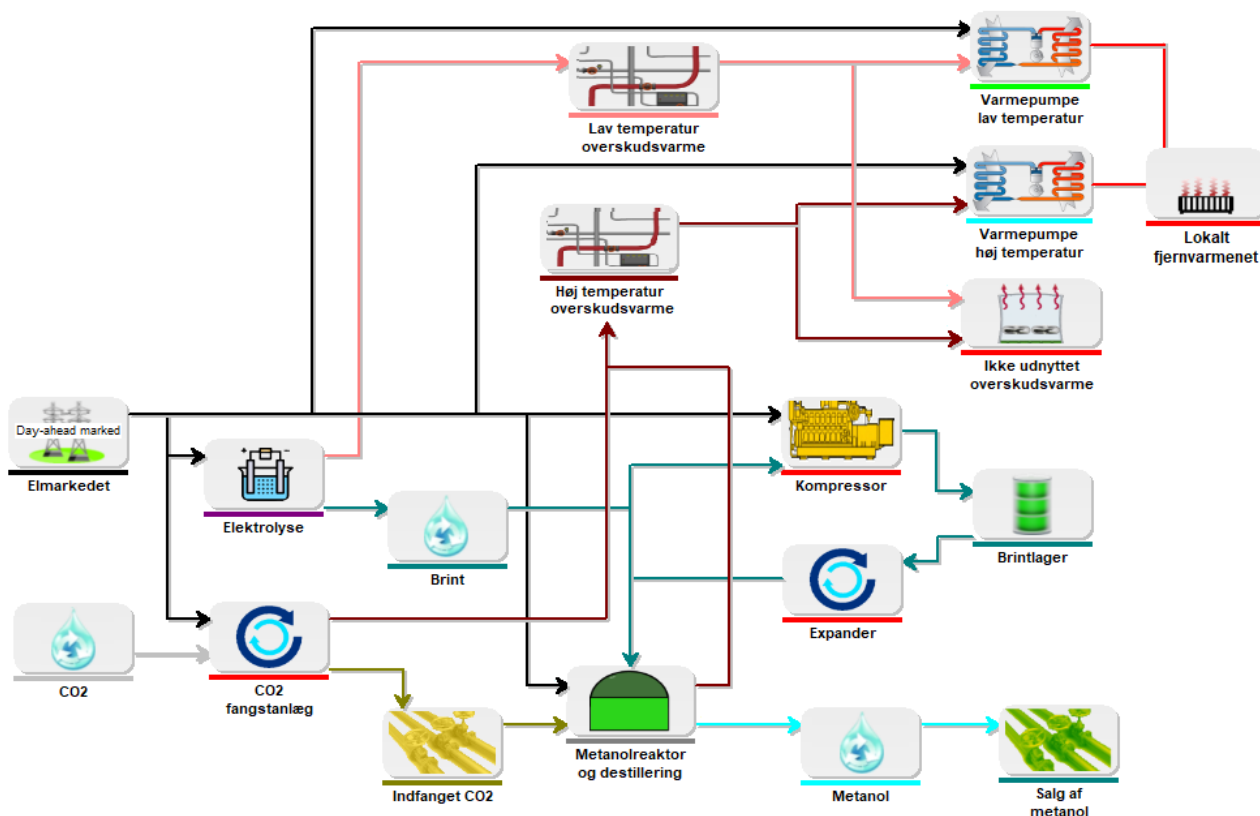 Varmepumpe
lav temperatur
Lav temperatur
overskudsvarme
Varmepumpe
høj temperatur
Lokalt
fjernvarmenet
Høj temperatur
overskudsvarme
Ikke udnyttet
overskudsvarme
Day-ahead marked
Elmarkedet
+ −
Elektrolyse
Kompressor
Brint
Brintlager
Expander
CO2
CO2
fangstanlæg
Indfanget CO2
Metanolreaktor
og destillering
Metanol
Salg af
metanol